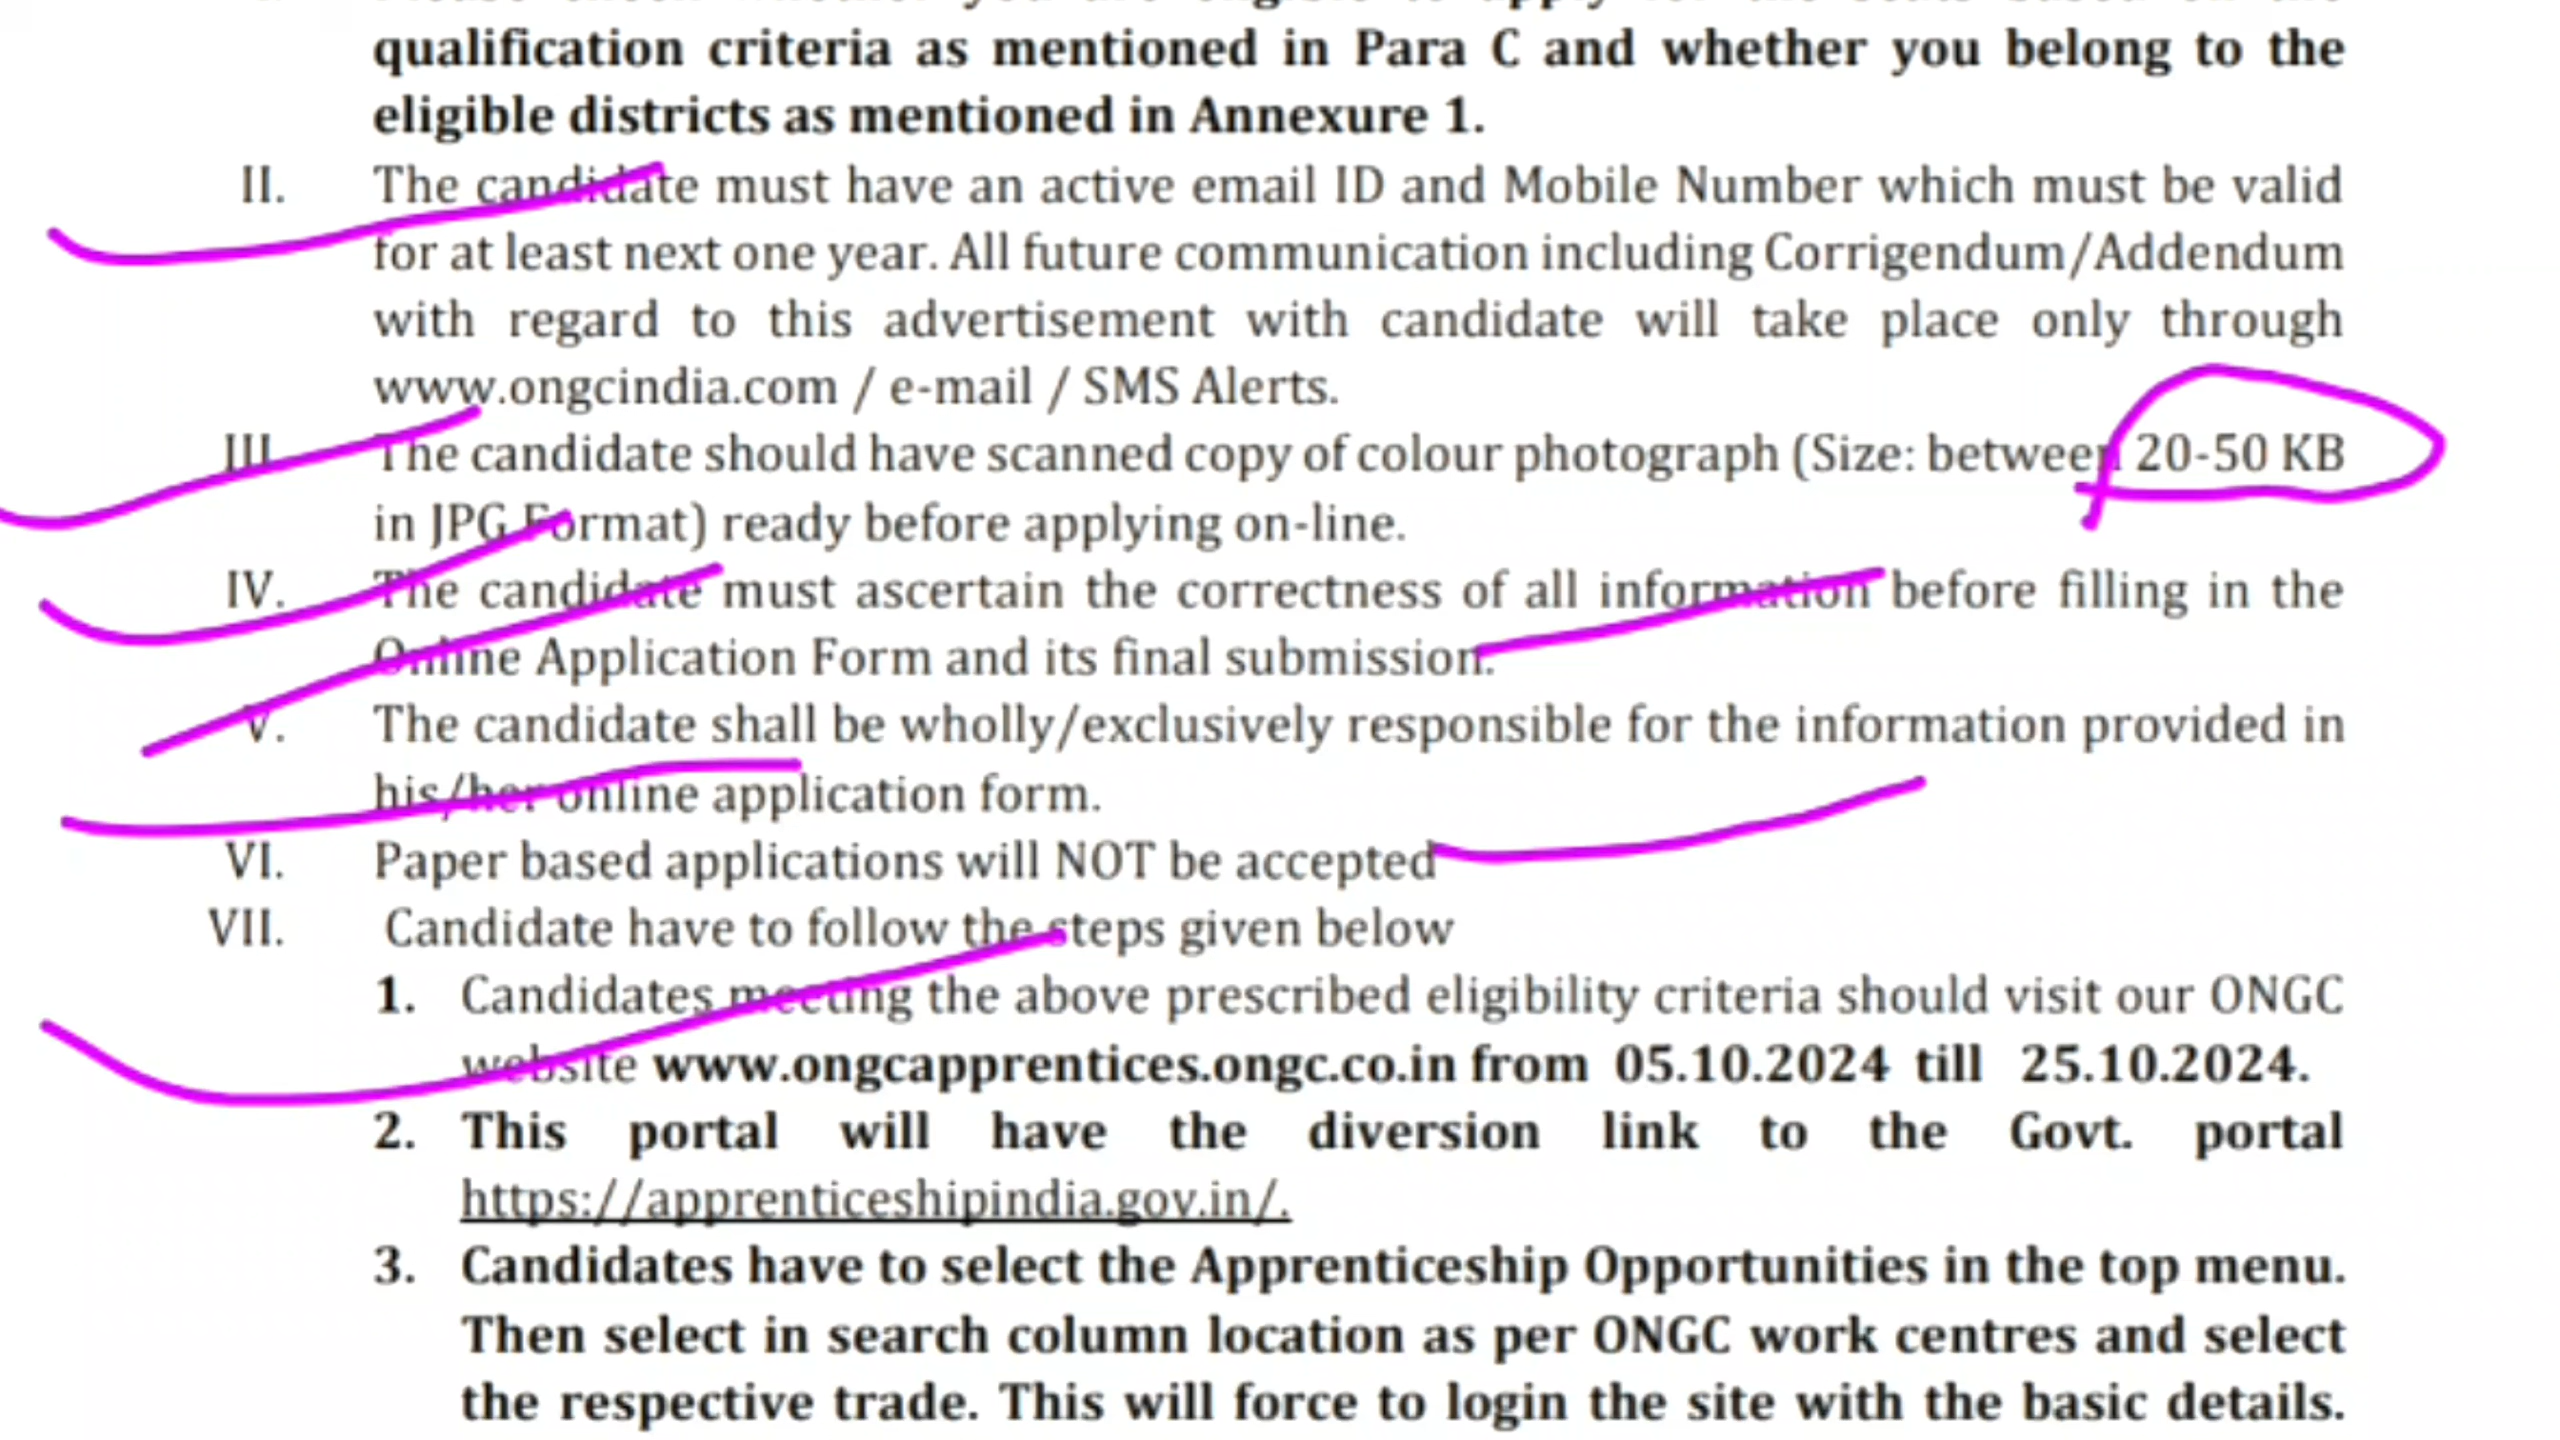 qualification criteria as mentioned in Para C and whether you belong to the
eligible districts as mentioned in Annexure 1.
II. The candidate must have an active email ID and Mobile Number which must be valid
for at least next one year. All future communication including Corrigendum/Addendum
with regard to this advertisement with candidate will take place only through
www.ongcindia.com / e-mail / SMS Alerts.
III. The candidate should have scanned copy of colour photograph (Size: between 20-50 KB
in JPG Format) ready before applying on-line.
IV. The candidate must ascertain the correctness of all information before filling in the
Online Application Form and its final submission.
V. The candidate shall be wholly/exclusively responsible for the information provided in
his/her online application form.
VI. Paper based applications will NOT be accepted
VII. Candidate have to follow the steps given below
1. Candidates meeting the above prescribed eligibility criteria should visit our ONGC
website www.ongcapprentices.ongc.co.in from 05.10.2024 till 25.10.2024.
2. This portal will have the diversion link to the Govt. portal
https://apprenticeshipindia.gov.in/.
3. Candidates have to select the Apprenticeship Opportunities in the top menu.
Then select in search column location as per ONGC work centres and select
the respective trade. This will force to login the site with the basic details.